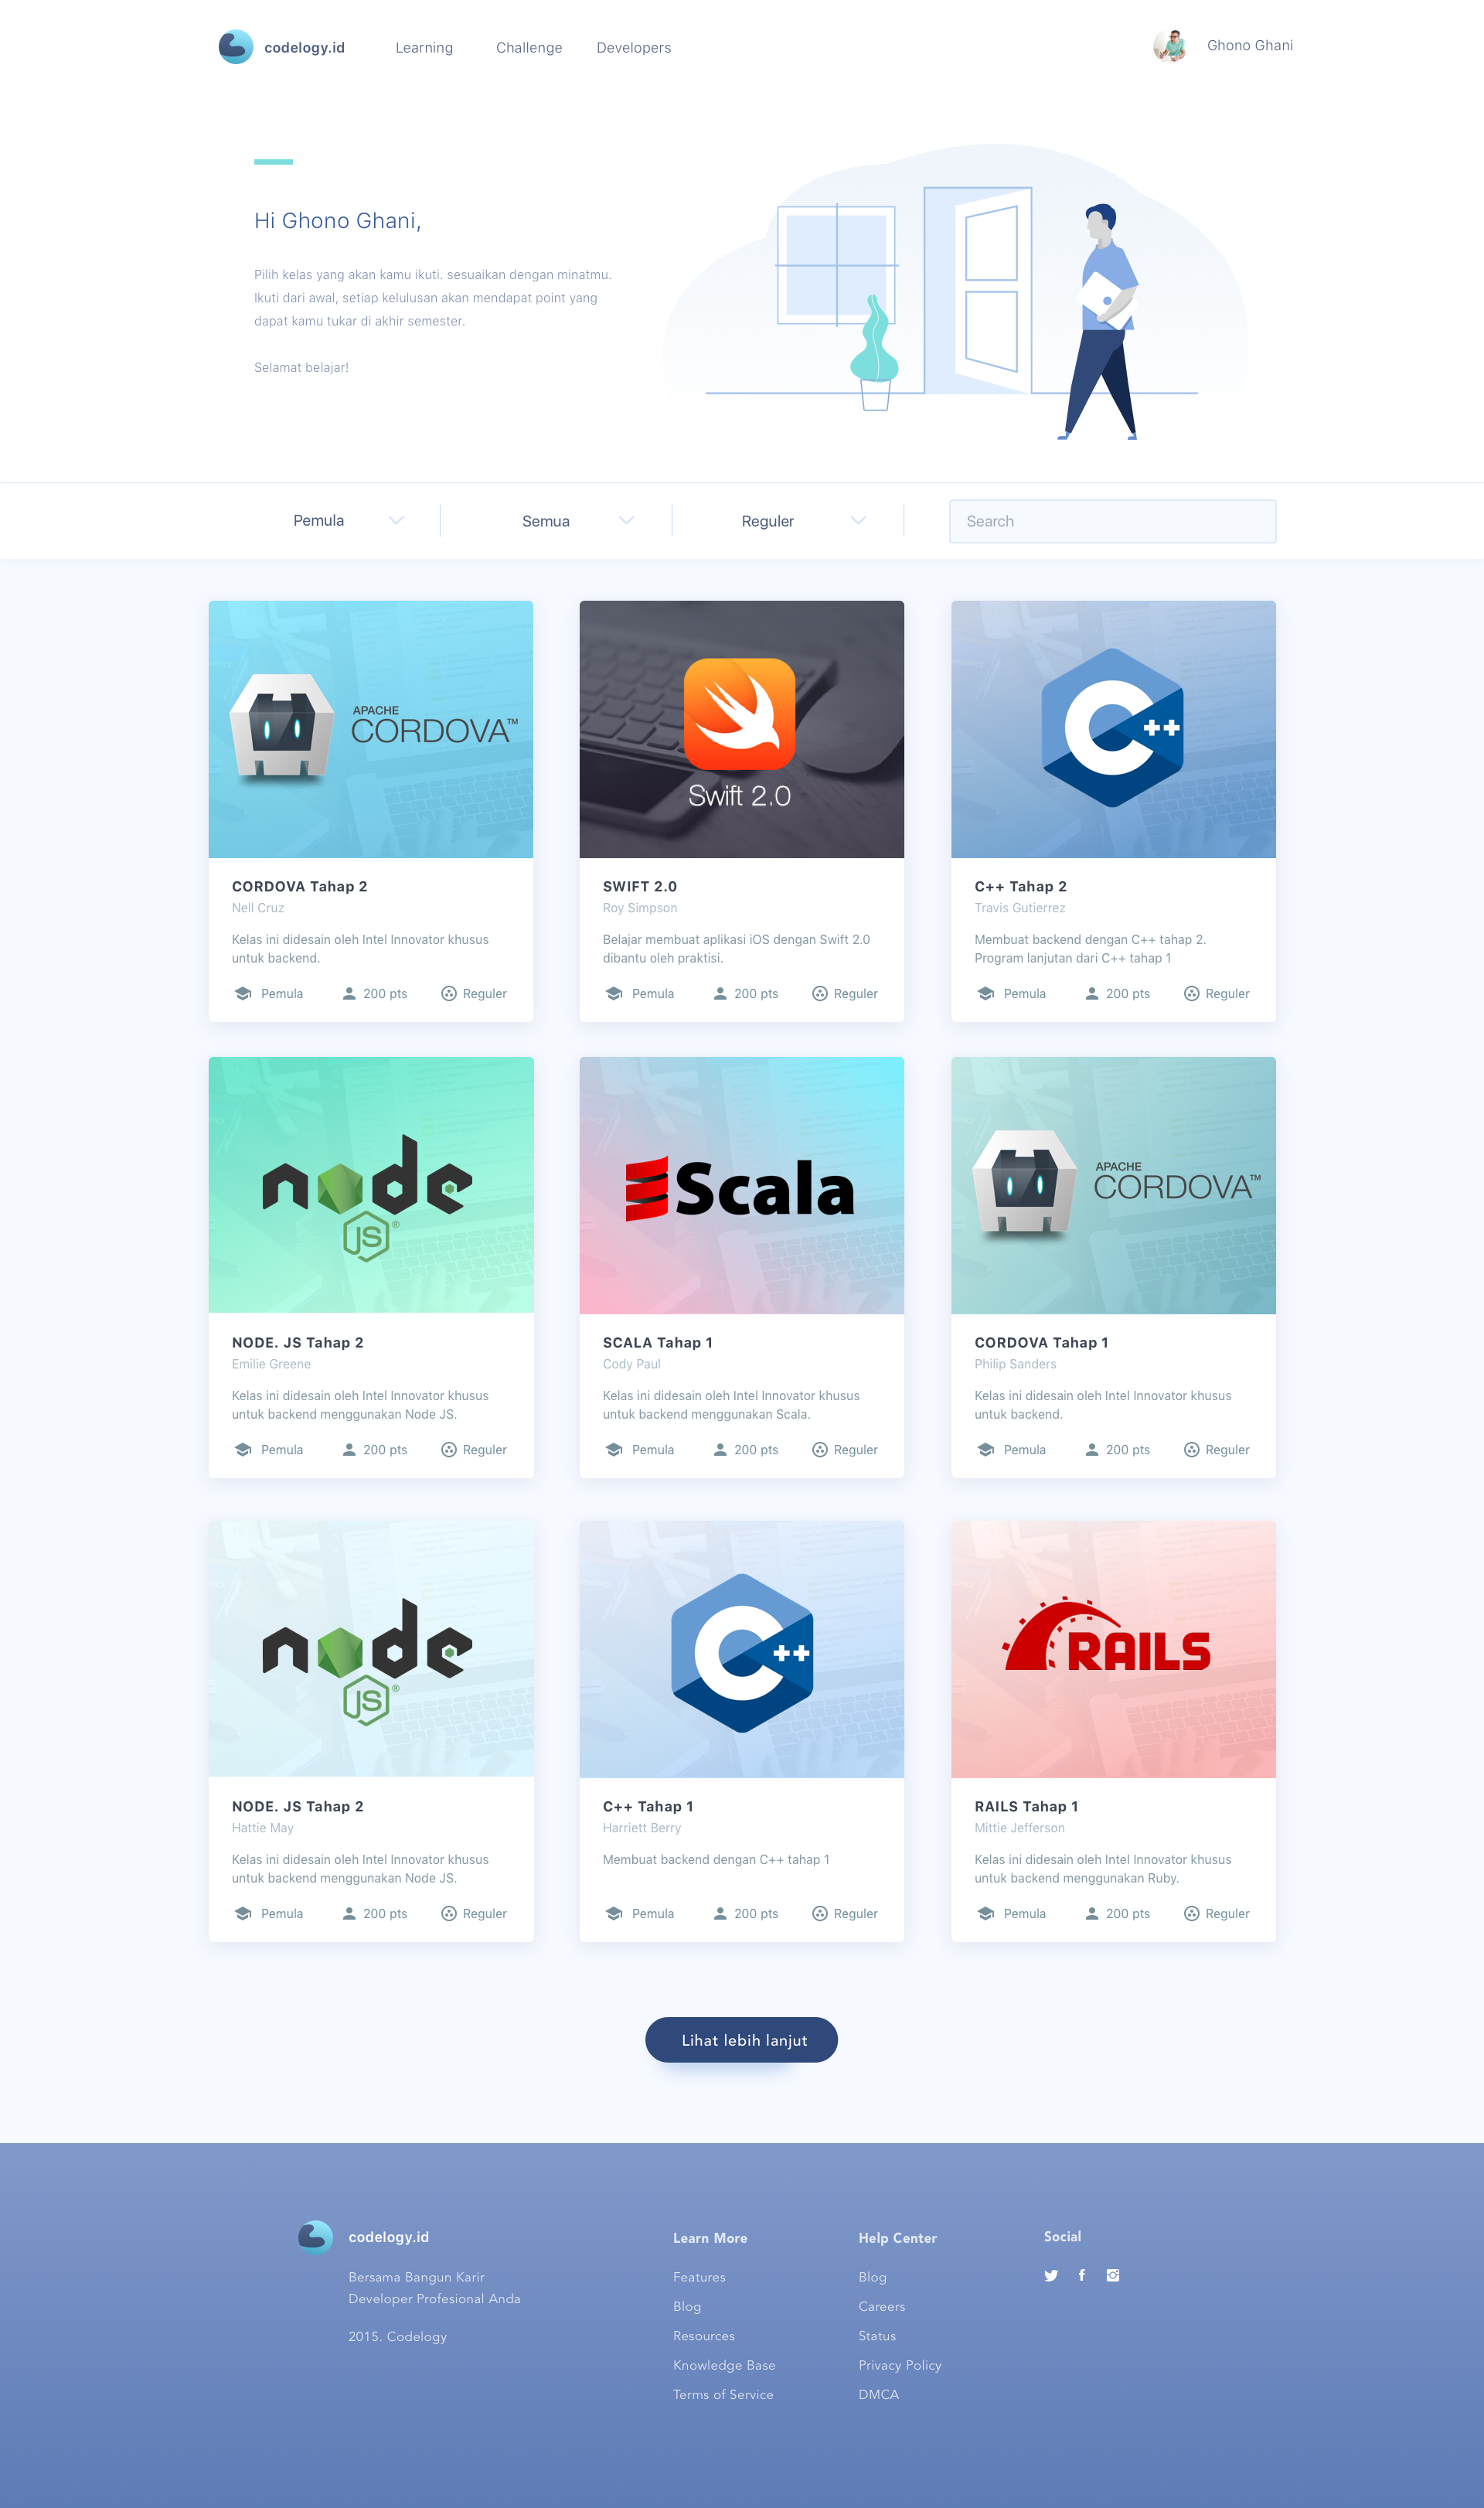 codelogy.id
Learning
Challenge
Developers
Ghono Ghani
Hi Ghono Ghani,
Pilih kelas yang akan kamu ikuti. sesuaikan dengan minatmu.
Ikuti dari awal, setiap kelulusan akan mendapat point yang
dapat kamu tukar di akhir semester.
Selamat belajar!
Pemula
Semua
Reguler
Search
APACHE
CORDOVA™
CORDOVA Tahap 2
Nell Cruz
Kelas ini didesain oleh Intel Innovator khusus
untuk backend.
Pemula
200 pts
Reguler
Swift 2.0
SWIFT 2.0
Roy Simpson
Belajar membuat aplikasi iOS dengan Swift 2.0
dibantu oleh praktisi.
Pemula
200 pts
Reguler
C++
C++ Tahap 2
Travis Gutierrez
Membuat backend dengan C++ tahap 2.
Program lanjutan dari C++ tahap 1
Pemula
200 pts
Reguler
node
JS®
NODE. JS Tahap 2
Emilie Greene
Kelas ini didesain oleh Intel Innovator khusus
untuk backend menggunakan Node JS.
Pemula
200 pts
Reguler
Scala
SCALA Tahap 1
Cody Paul
Kelas ini didesain oleh Intel Innovator khusus
untuk backend menggunakan Scala.
Pemula
200 pts
Reguler
APACHE
CORDOVA™
CORDOVA Tahap 1
Philip Sanders
Kelas ini didesain oleh Intel Innovator khusus
untuk backend.
Pemula
200 pts
Reguler
node
JS®
NODE. JS Tahap 2
Hattie May
Kelas ini didesain oleh Intel Innovator khusus
untuk backend menggunakan Node JS.
Pemula
200 pts
Reguler
C++
C++ Tahap 1
Harriett Berry
Membuat backend dengan C++ tahap 1
Pemula
200 pts
Reguler
RAILS
RAILS Tahap 1
Mittie Jefferson
Kelas ini didesain oleh Intel Innovator khusus
untuk backend menggunakan Ruby.
Pemula
200 pts
Reguler
Lihat lebih lanjut
codelogy.id
Bersama Bangun Karir
Developer Profesional Anda
2015. Codelogy
Learn More
Features
Blog
Resources
Knowledge Base
Terms of Service
Help Center
Blog
Careers
Status
Privacy Policy
DMCA
Social